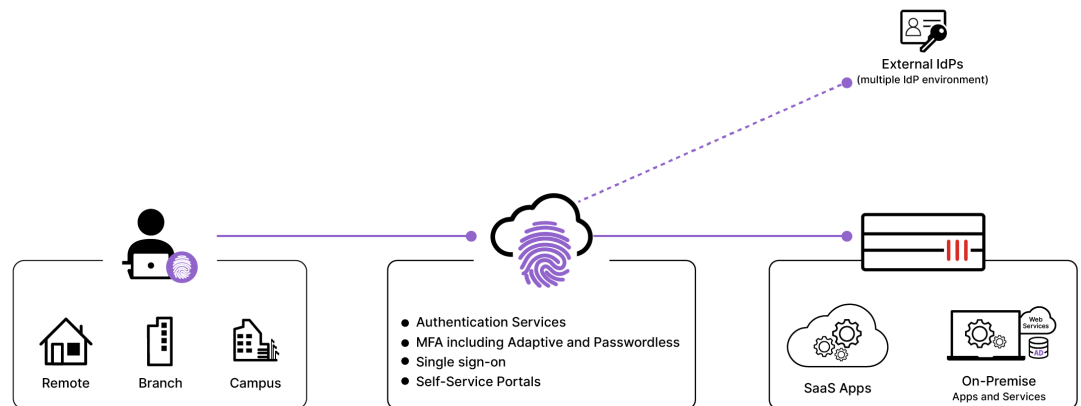 External IdPs
(multiple IdP environment)
Remote
Branch
Campus
Authentication Services
MFA including Adaptive and Passwordless
Single sign-on
Self-Service Portals
SaaS Apps
Web
Services
AD
On-Premise
Apps and Services